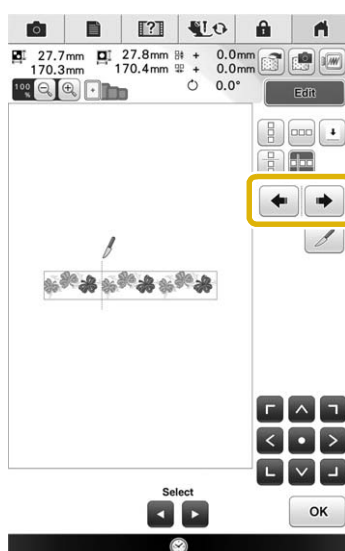 27.7mm 27.8mm + 0.0mm
170.3mm 170.4mm + 0.0mm
100 % 0.0°
Edit
Select
OK